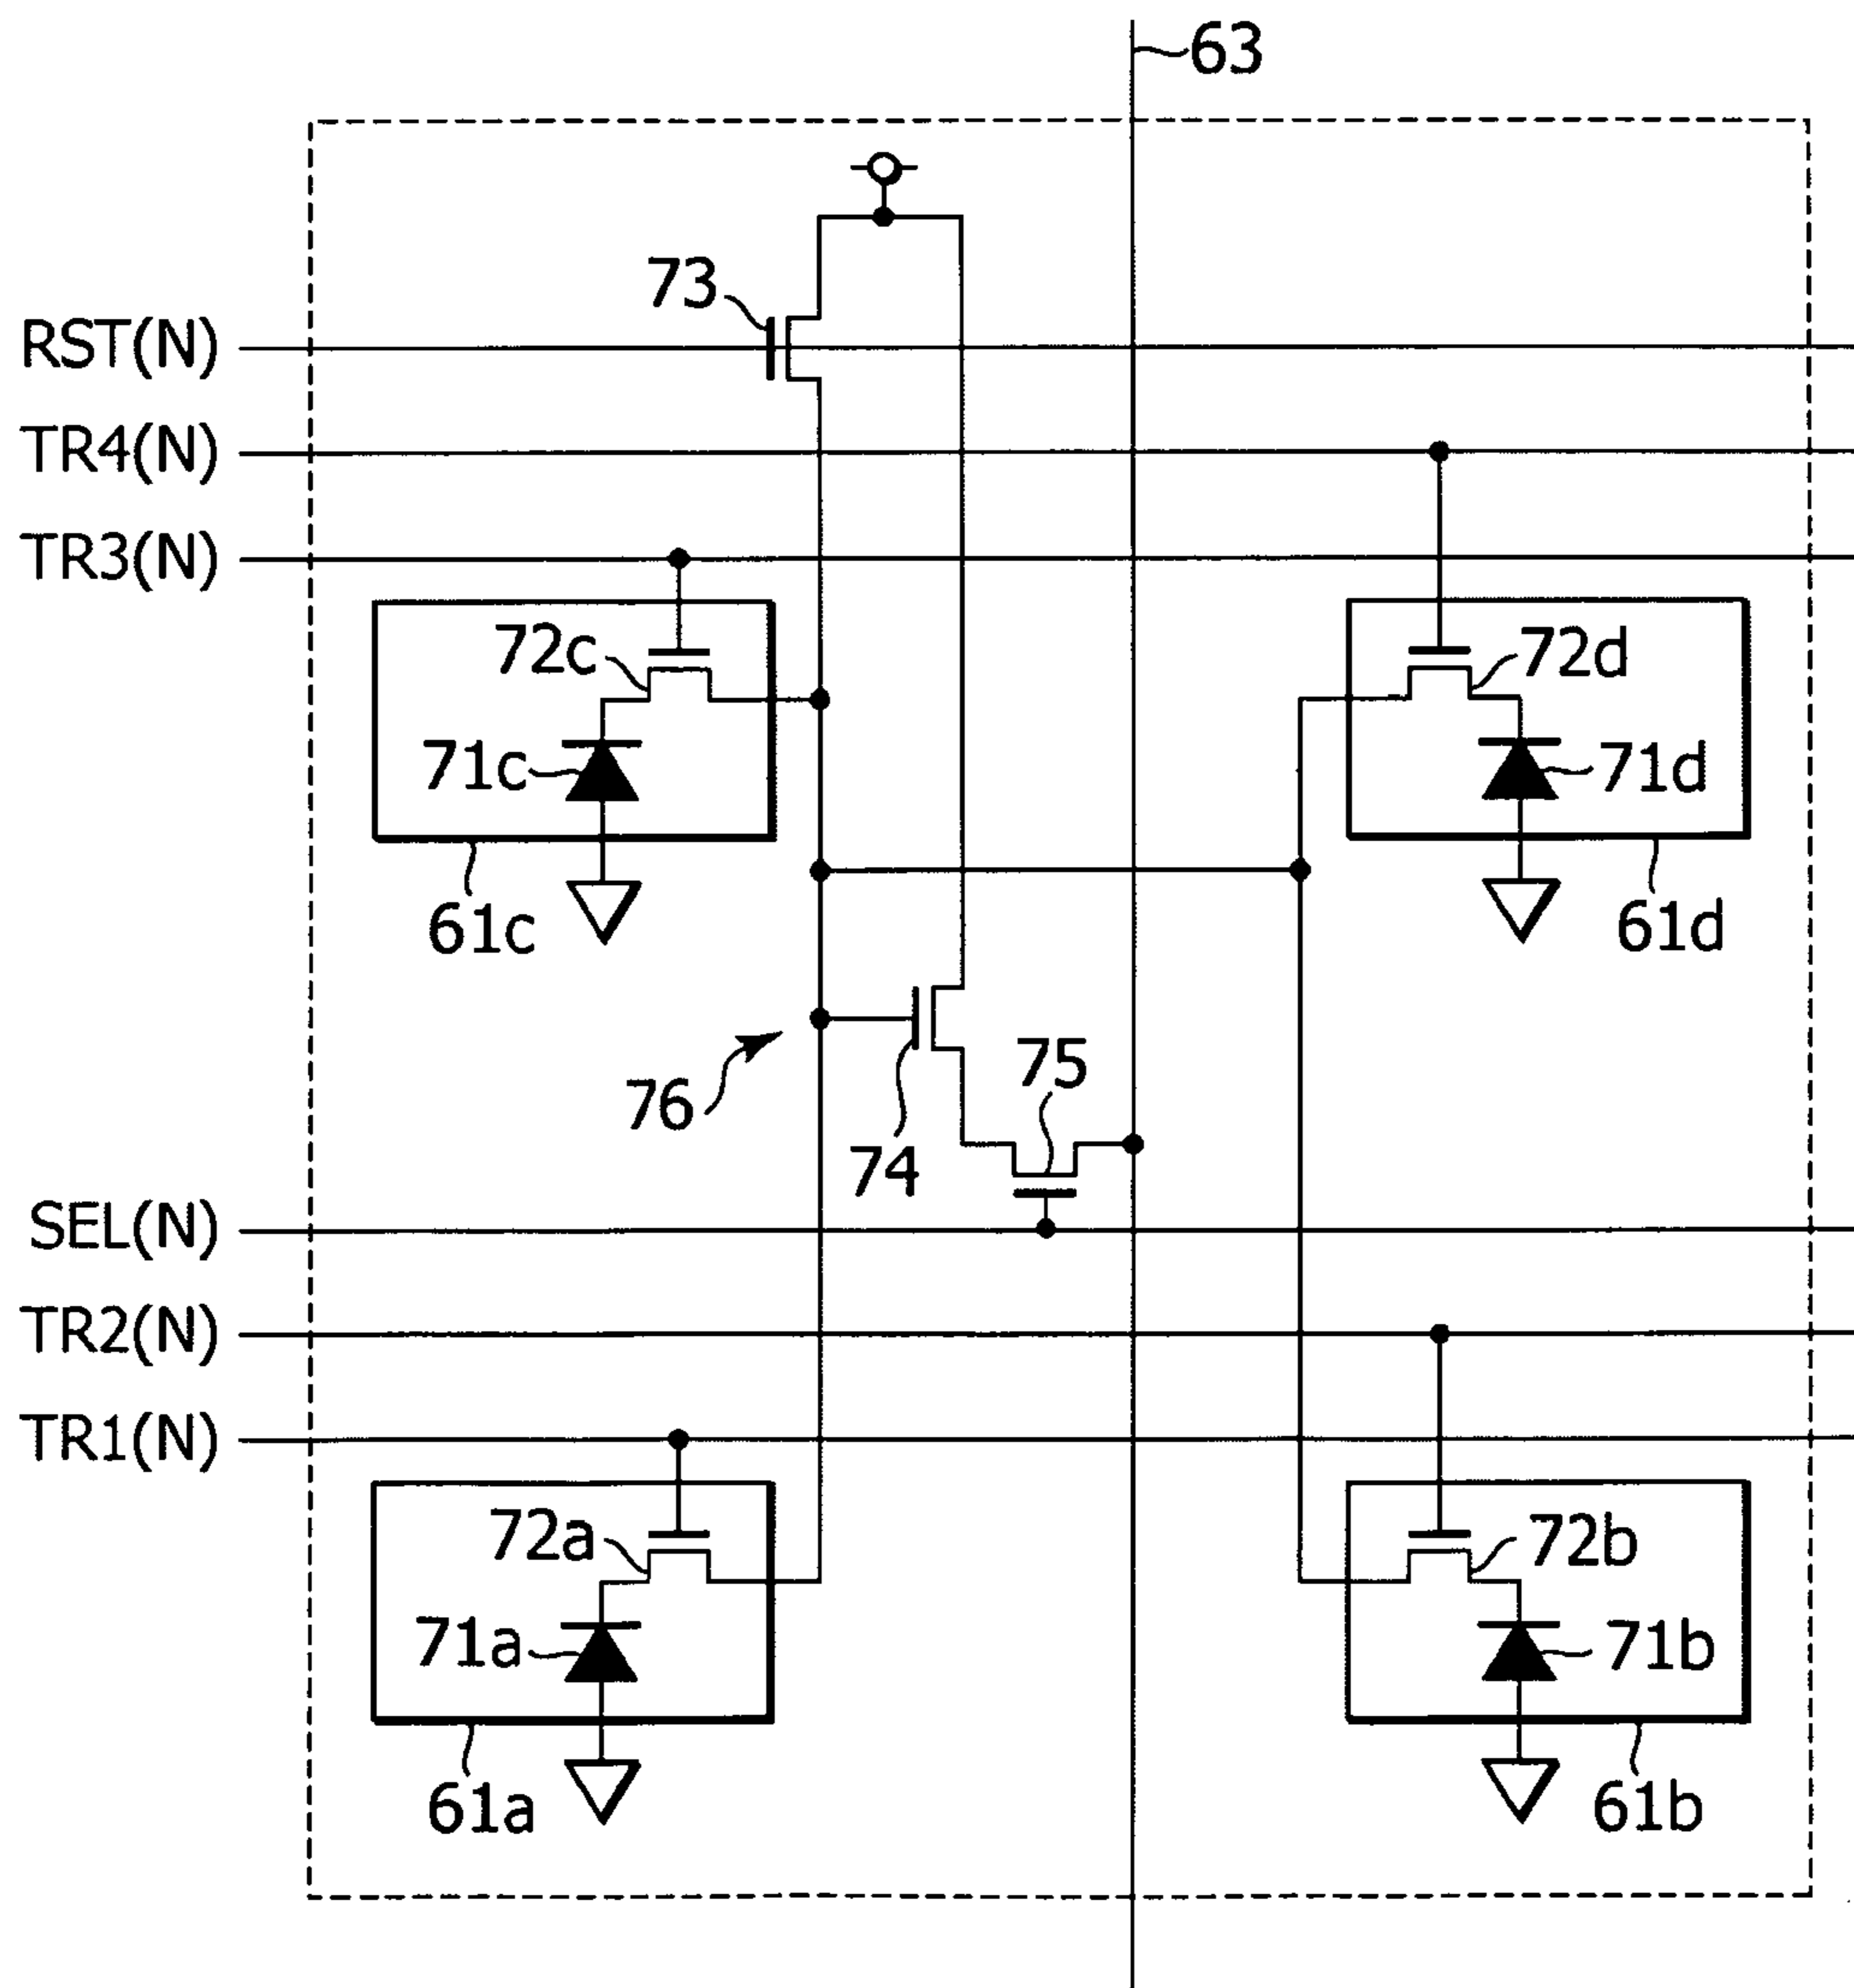 63
73
RST(N)
TR4(N)
TR3(N)
72c
72d
71c
71d
61c
61d
75
76
74
SEL(N)
TR2(N)
TR1(N)
72a
72b
71a
71b
61a
61b